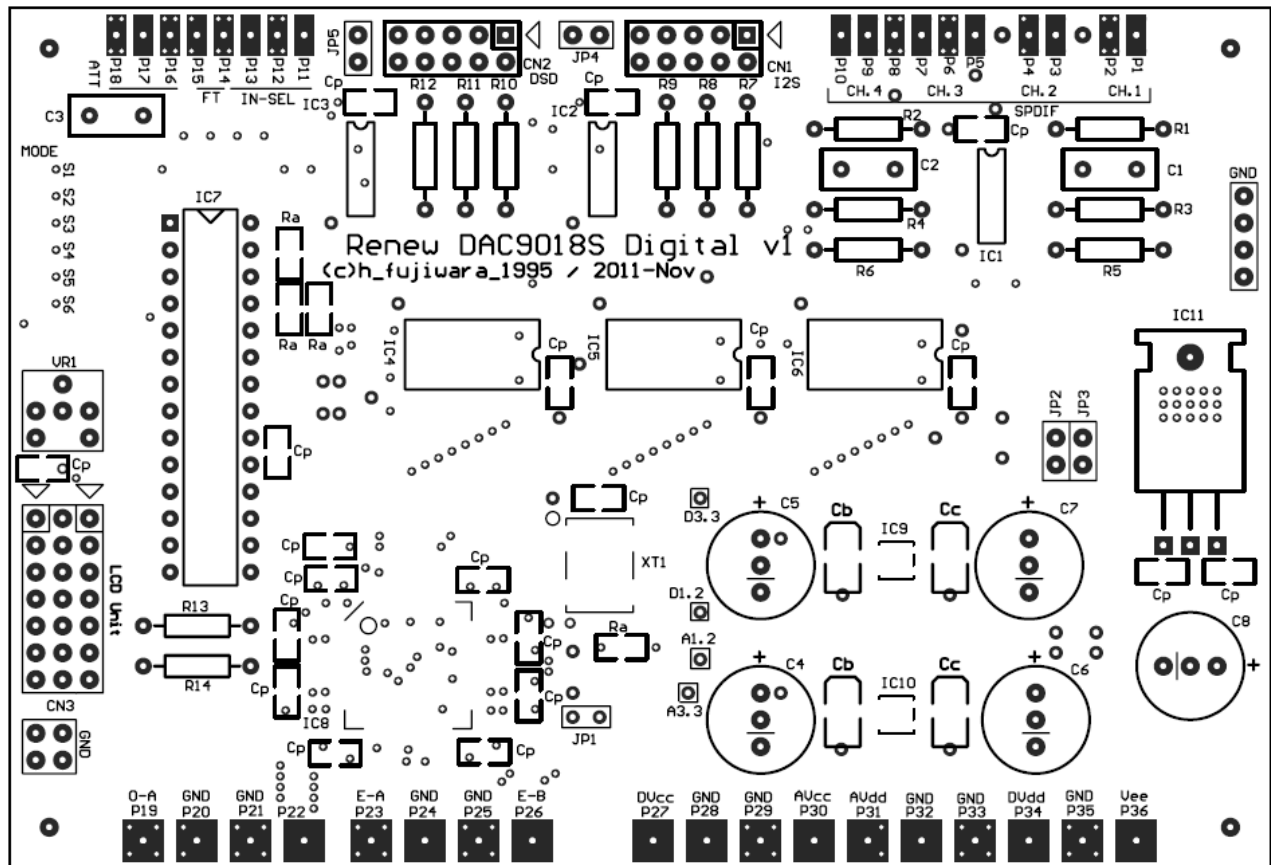 P18
P17
P16
P15
P14
P13
P12
P11
ATT
FT
IN-SEL
JP5
CN2
DSD
JP4
CN1
I2S
P10
P9
P8
P7
P6
P5
P4
P3
P2
P1
CH.4
CH.3
CH.2
CH.1
SPDIF
C3
Cp
IC3
R12
R11
R10
Cp
IC2
R9
R8
R7
R2
Cp
R1
C2
C1
R4
R3
R6
IC1
R5
GND
MODE
S1
S2
S3
S4
S5
S6
IC7
Ra
Renew DAC9018S Digital v1
(c)h_fujiwara_1995 / 2011-Nov
Ra
Ra
IC4
Cp
IC5
Cp
IC6
Cp
IC11
VR1
Cp
Cp
JP2
JP3
Cp
D3.3
C5
Cb
IC9
Cc
C7
XT1
Cp
Cp
Cp
Cp
Cp
Cp
LCD Unit
R13
R14
D1.2
A1.2
A3.3
Ra
Cp
Cp
Cp
C8
C4
Cb
IC10
Cc
C6
CN3
GND
IC8
Cp
Cp
JP1
O-A
P19
GND
P20
GND
P21
P22
E-A
P23
GND
P24
GND
P25
E-B
P26
DVcc
P27
GND
P28
GND
P29
AVcc
P30
AVdd
P31
GND
P32
GND
P33
DVdd
P34
GND
P35
Vee
P36